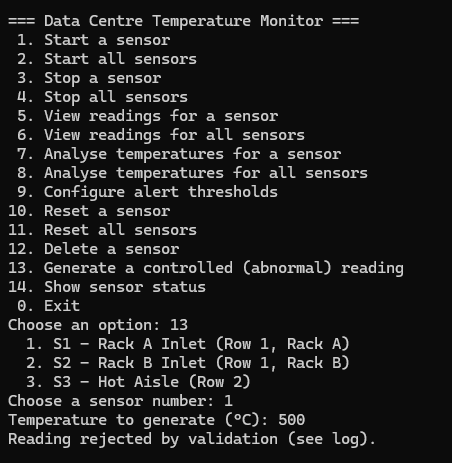 === Data Centre Temperature Monitor ===
 1. Start a sensor
 2. Start all sensors
 3. Stop a sensor
 4. Stop all sensors
 5. View readings for a sensor
 6. View readings for all sensors
 7. Analyse temperatures for a sensor
 8. Analyse temperatures for all sensors
 9. Configure alert thresholds
10. Reset a sensor
11. Reset all sensors
12. Delete a sensor
13. Generate a controlled (abnormal) reading
14. Show sensor status
 0. Exit
Choose an option: 13
  1. S1 – Rack A Inlet (Row 1, Rack A)
  2. S2 – Rack B Inlet (Row 1, Rack B)
  3. S3 – Hot Aisle (Row 2)
Choose a sensor number: 1
Temperature to generate (°C): 500
Reading rejected by validation (see log).